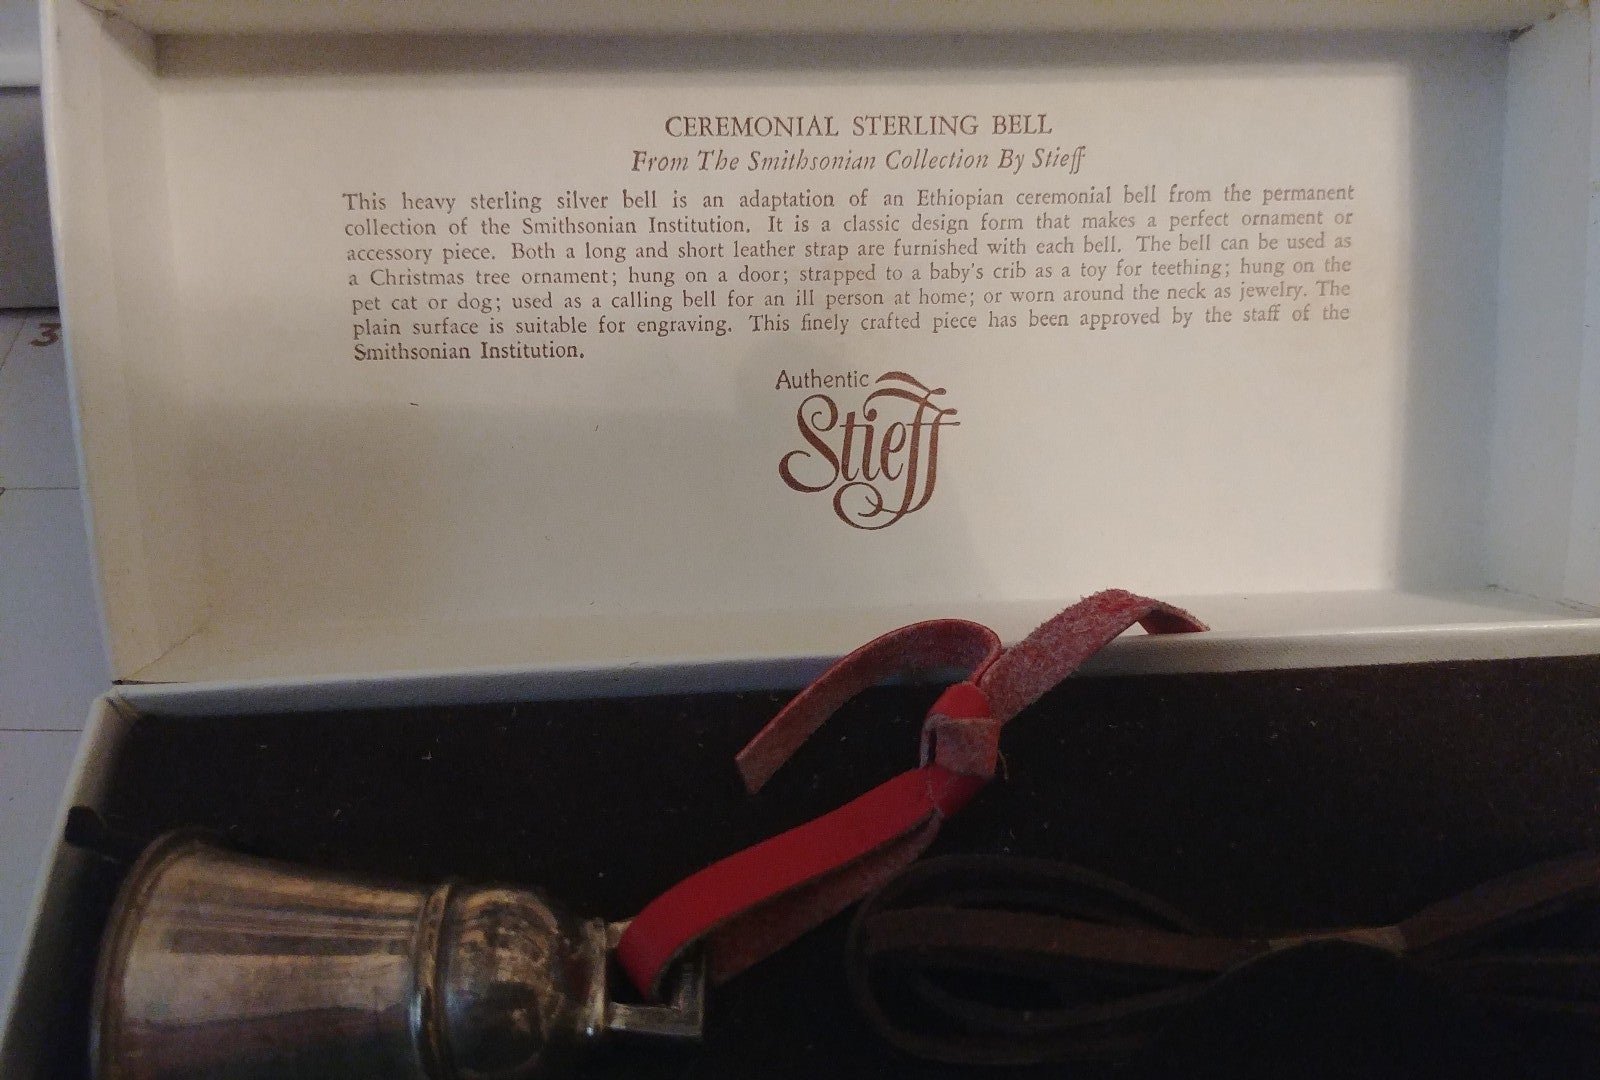 CEREMONIAL STERLING BELL
From The Smithsonian Collection By Stieff
This heavy sterling silver bell is an adaptation of an Ethiopian ceremonial bell from the permanent
collection of the Smithsonian Institution. It is a classic design form that makes a perfect ornament or
accessory piece. Both a long and short leather strap are furnished with each bell. The bell can be used as
a Christmas tree ornament; hung on a door; strapped to a baby's crib as a toy for teething; hung on the
pet cat or dog; used as a calling bell for an ill person at home; or worn around the neck as jewelry. The
plain surface is suitable for engraving. This finely crafted piece has been approved by the staff of the
Smithsonian Institution.
Authentic
Stieff
3